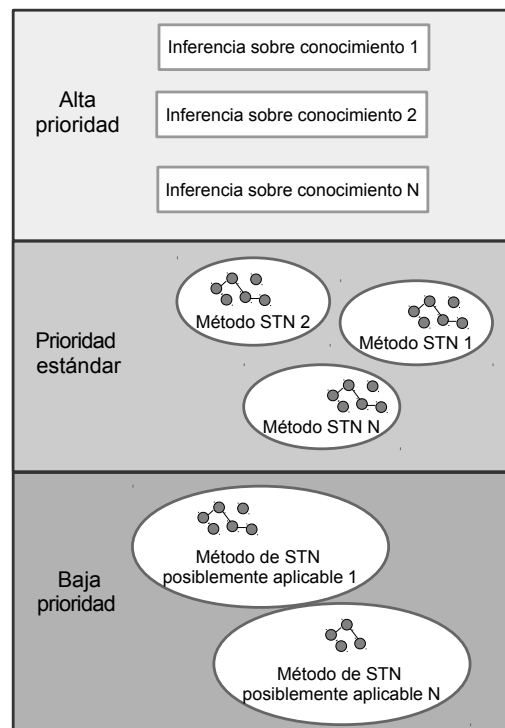 Inferencia sobre conocimiento 1
Alta
prioridad
Inferencia sobre conocimiento 2
Inferencia sobre conocimiento N
Método STN 2
Método STN 1
Prioridad
estándar
Método STN N
Método de STN
posiblemente aplicable 1
Baja
prioridad
Método de STN
posiblemente aplicable N